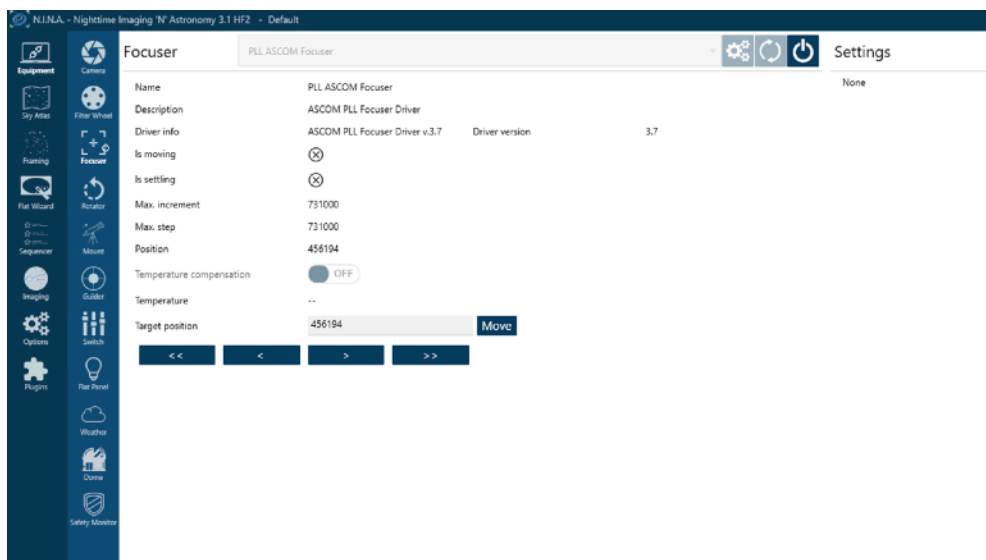 N.I.N.A. - Nighttime Imaging 'N' Astronomy 3.1 HF2 - Default
Equipment
Sky Atlas
Framing
Flat Wizard
Sequencer
Imaging
Options
Plugins
Camera
Filter Wheel
Focuser
Rotator
Mount
Guider
Switch
Flat Panel
Weather
Dome
Safety Monitor
Focuser PLL ASCOM Focuser
Name PLL ASCOM Focuser
Description ASCOM PLL Focuser Driver
Driver info ASCOM PLL Focuser Driver v.3.7 Driver version 3.7
Is moving
Is settling
Max. increment 731000
Max. step 731000
Position 456194
Temperature compensation OFF
Temperature --
Target position 456194 Move
<< < > >>
Settings
None